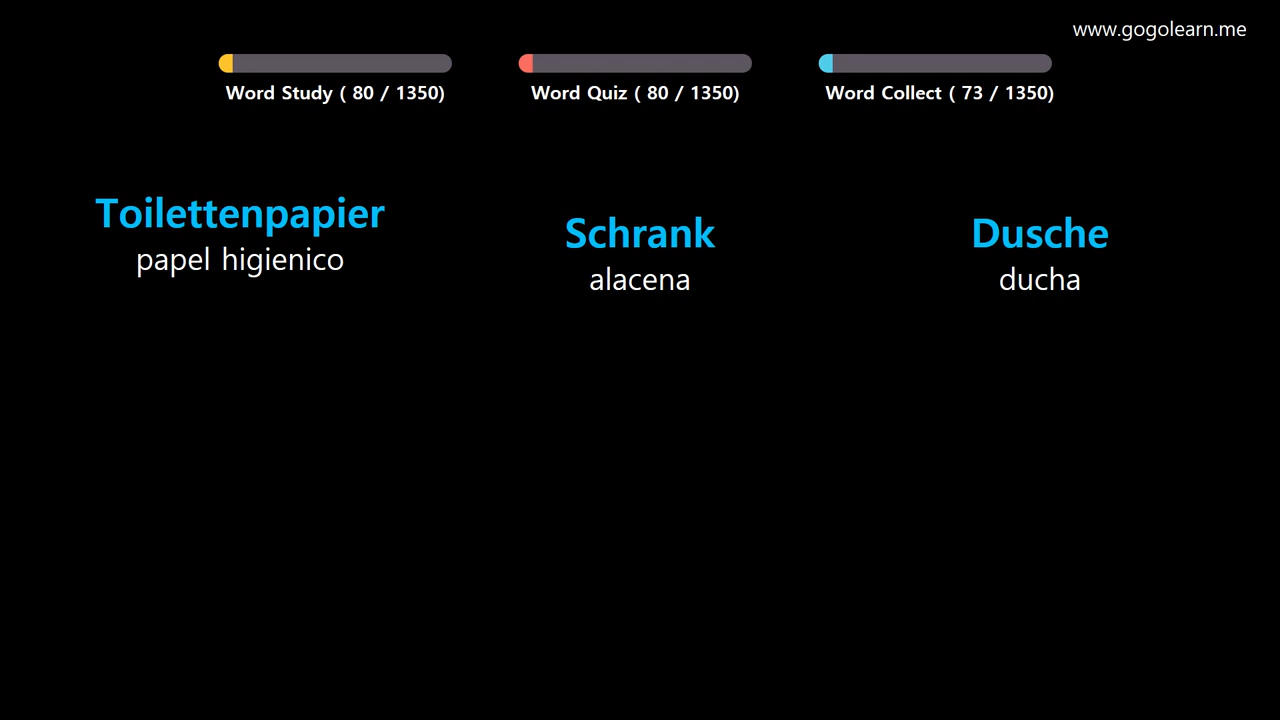 www.gogolearn.me
Word Study ( 80 / 1350)
Word Quiz ( 80 / 1350)
Word Collect ( 73 / 1350)
Toilettenpapier
papel higienico
Schrank
alacena
Dusche
ducha